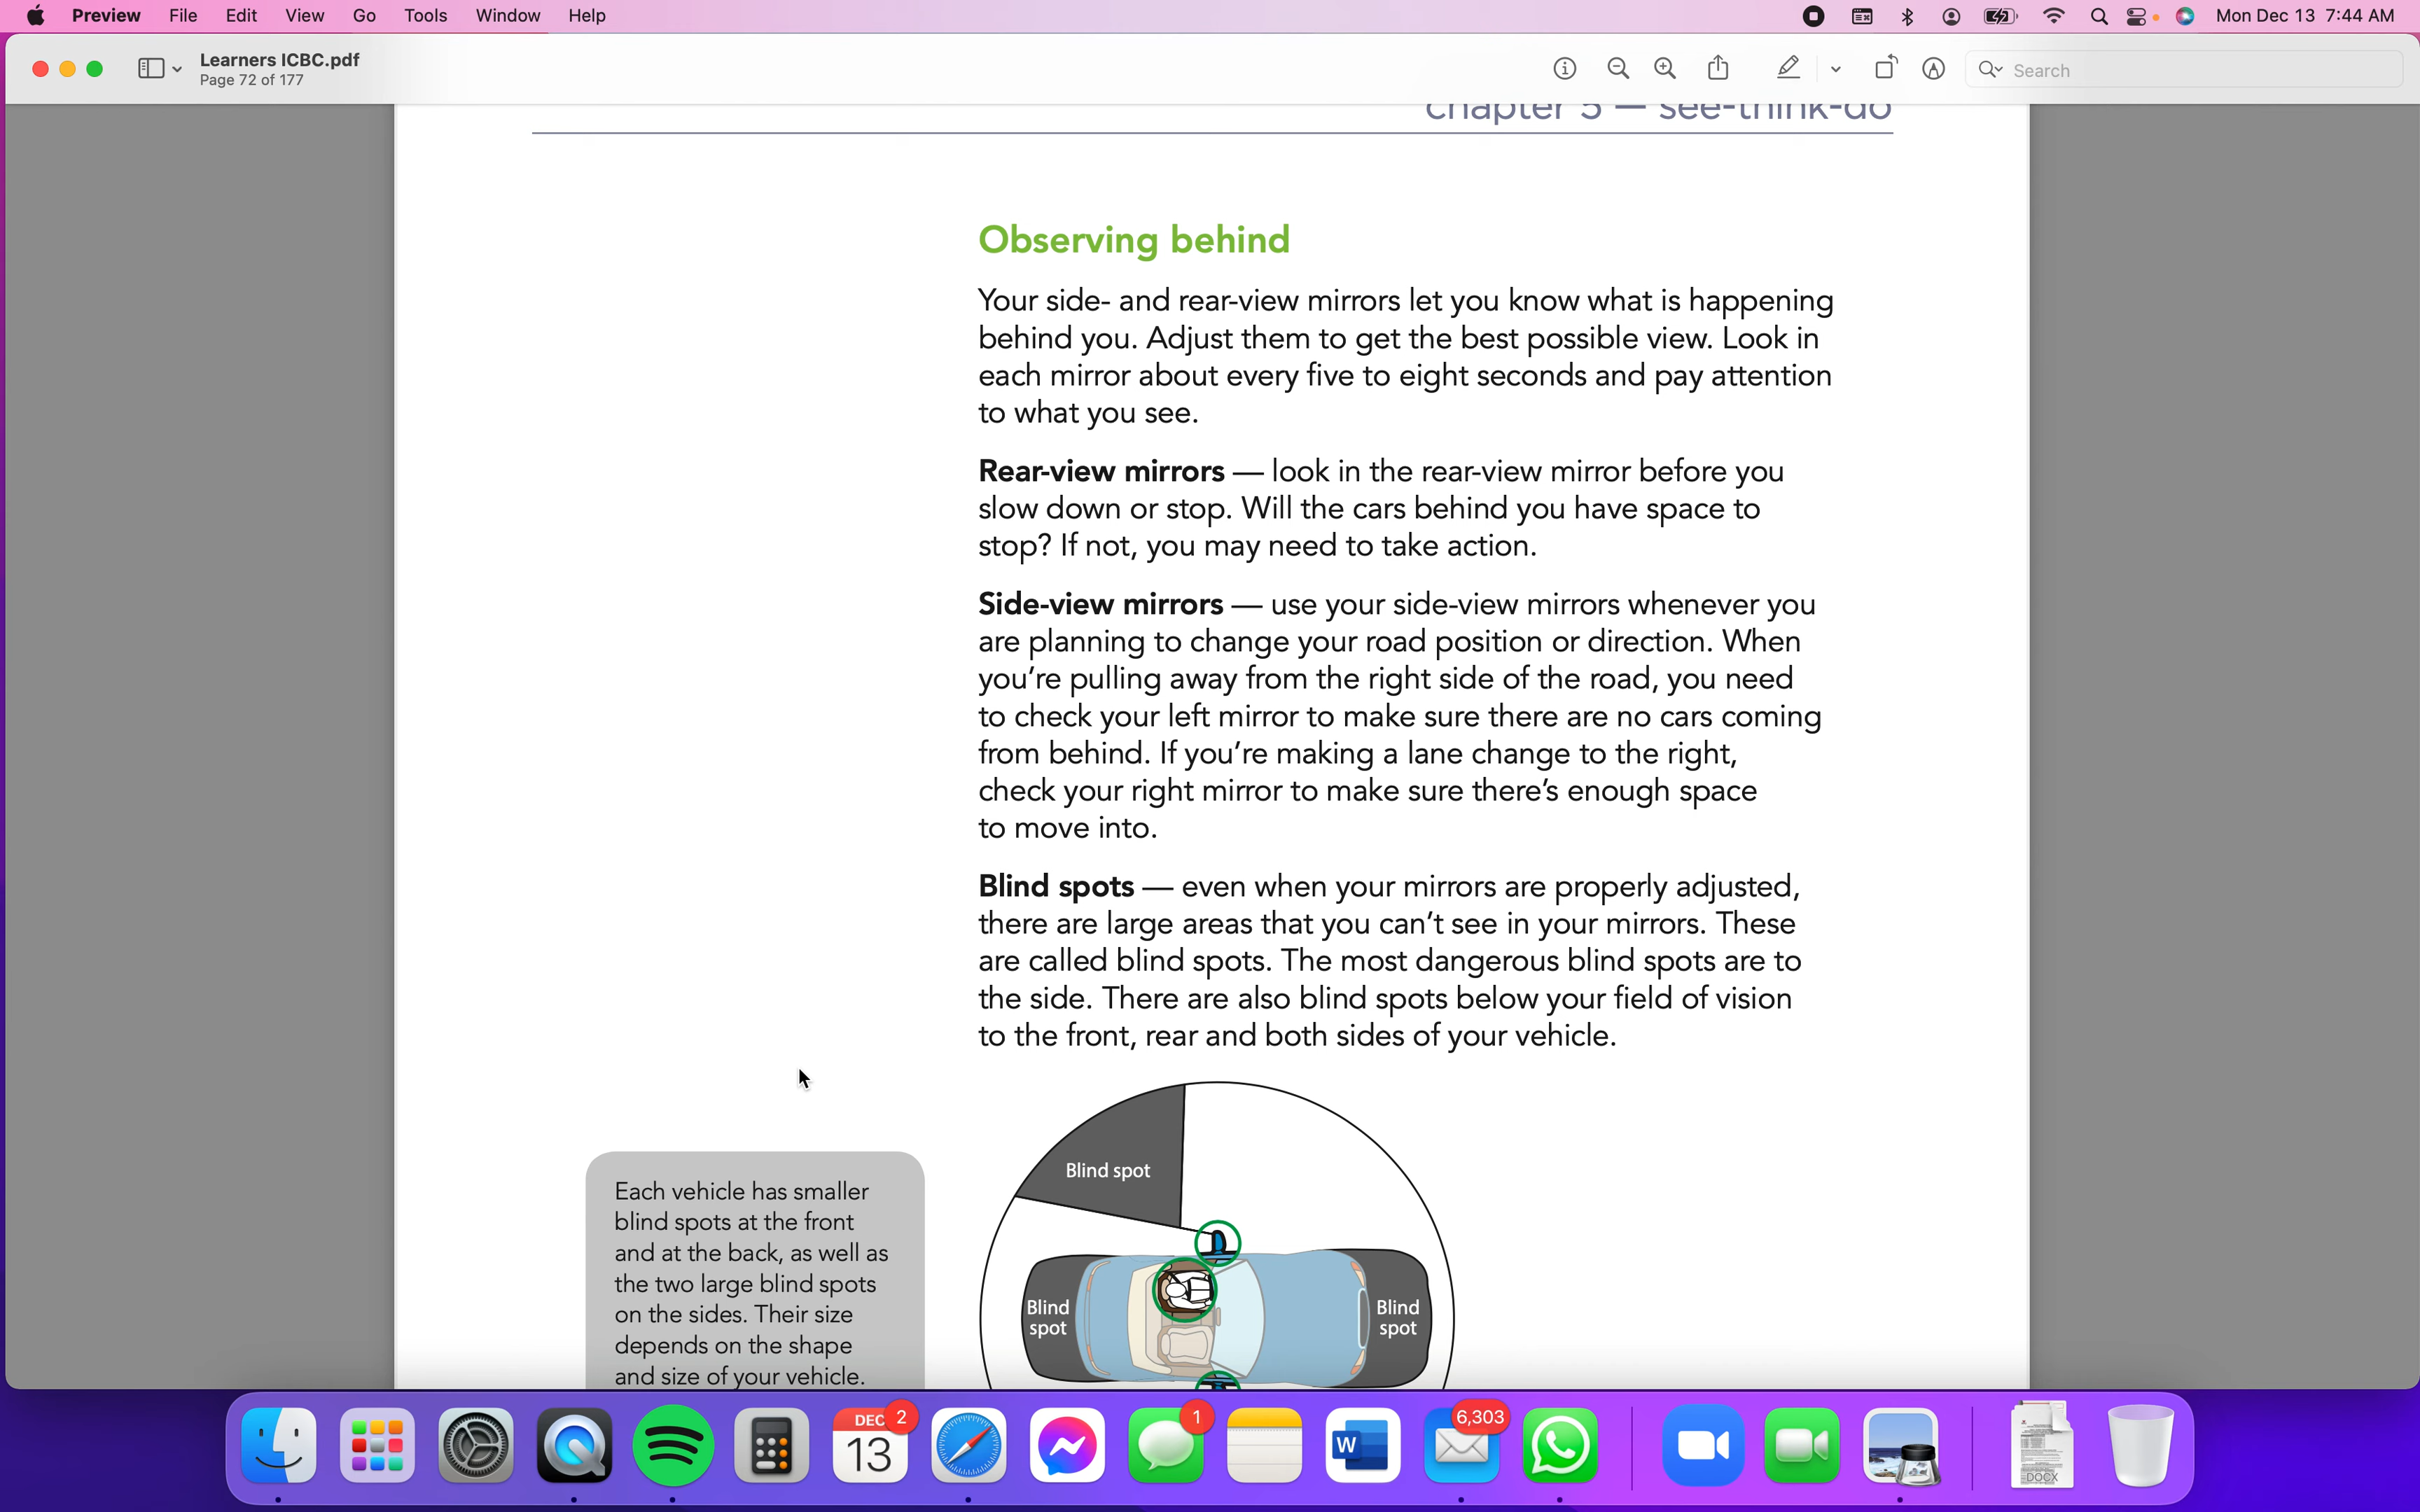 Preview File Edit View Go Tools Window Help
Mon Dec 13 7:44 AM
Learners ICBC.pdf
Page 72 of 177
Search
chapter 5 — see-think-do
Observing behind
Your side- and rear-view mirrors let you know what is happening
behind you. Adjust them to get the best possible view. Look in
each mirror about every five to eight seconds and pay attention
to what you see.
Rear-view mirrors — look in the rear-view mirror before you
slow down or stop. Will the cars behind you have space to
stop? If not, you may need to take action.
Side-view mirrors — use your side-view mirrors whenever you
are planning to change your road position or direction. When
you’re pulling away from the right side of the road, you need
to check your left mirror to make sure there are no cars coming
from behind. If you’re making a lane change to the right,
check your right mirror to make sure there’s enough space
to move into.
Blind spots — even when your mirrors are properly adjusted,
there are large areas that you can’t see in your mirrors. These
are called blind spots. The most dangerous blind spots are to
the side. There are also blind spots below your field of vision
to the front, rear and both sides of your vehicle.
Blind spot
Each vehicle has smaller
blind spots at the front
and at the back, as well as
the two large blind spots
on the sides. Their size
depends on the shape
and size of your vehicle.
Blind
spot
Blind
spot
DEC
2
13
1
W
6,303
DOCX